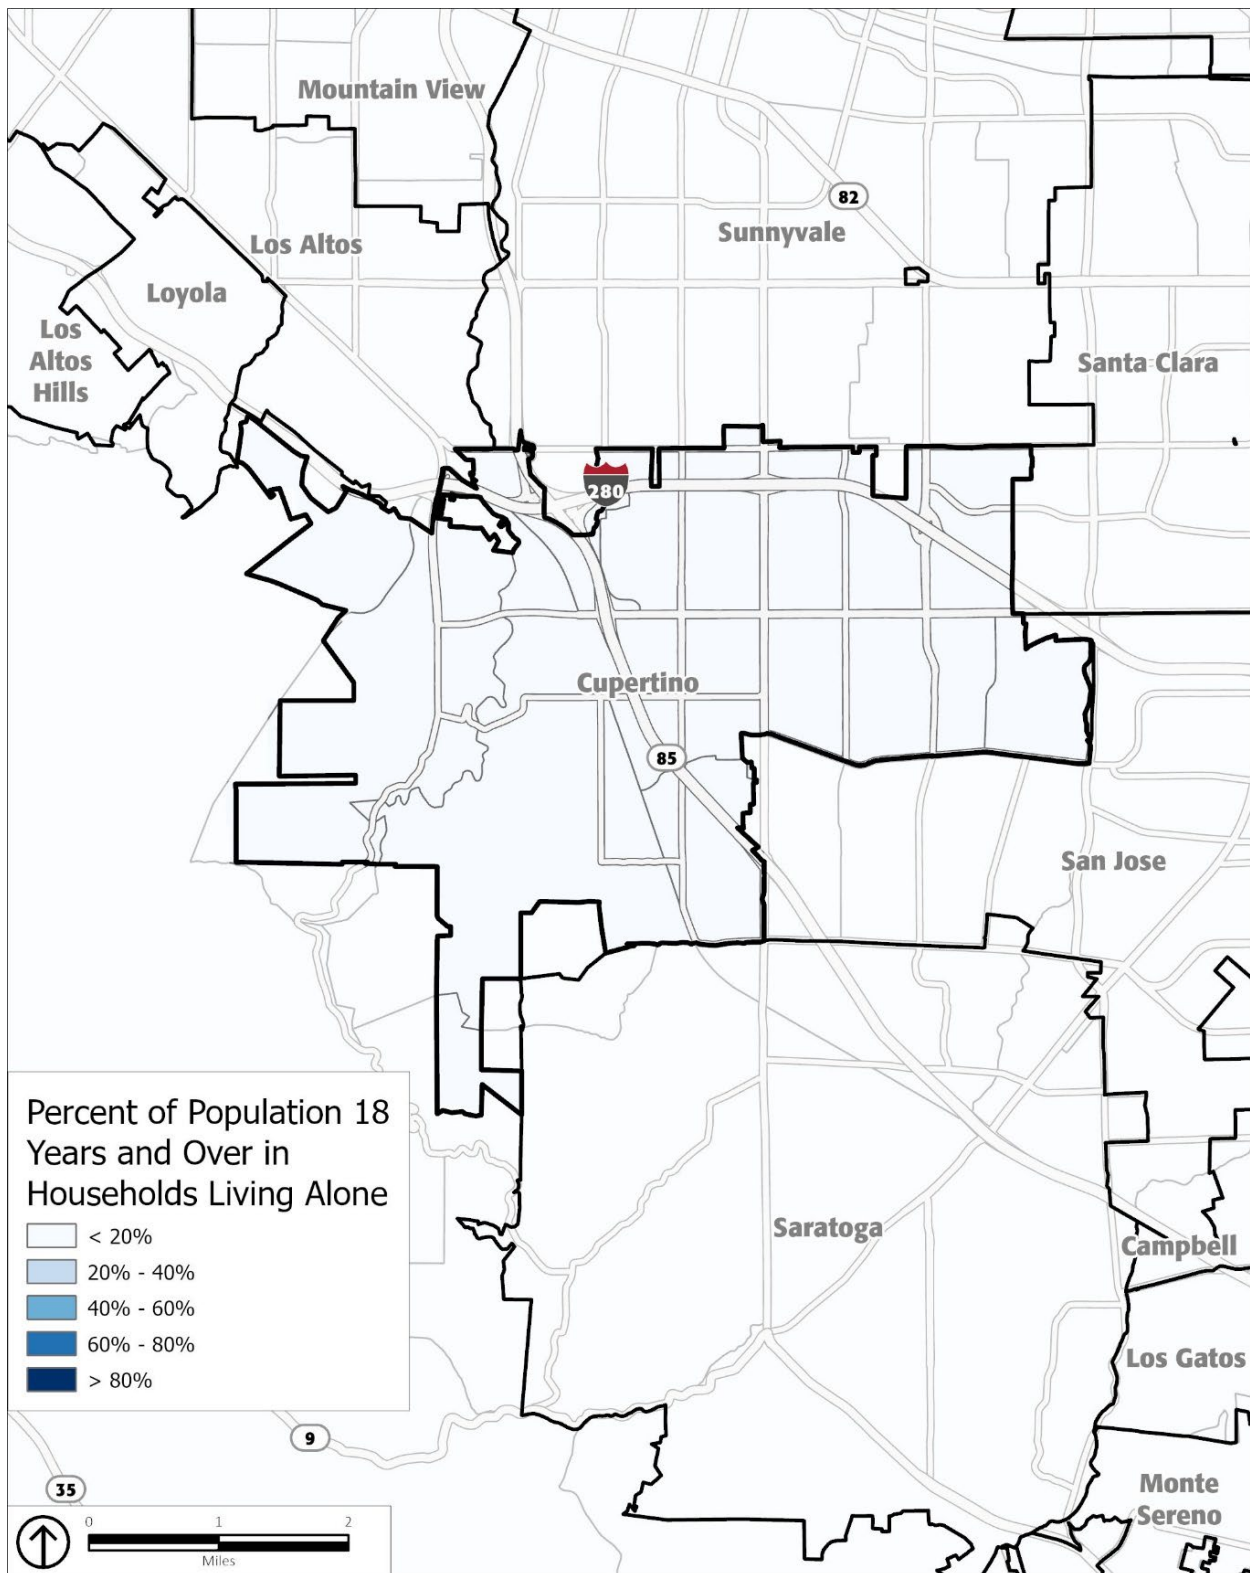 Mountain View
82
Sunnyvale
Los Altos
Loyola
Los
Altos
Hills
Santa Clara
280
Cupertino
85
San Jose
Percent of Population 18
Years and Over in
Households Living Alone
< 20%
20% - 40%
40% - 60%
60% - 80%
> 80%
Saratoga
Campbell
Los Gatos
9
35
Monte
Sereno
0 1 2
Miles